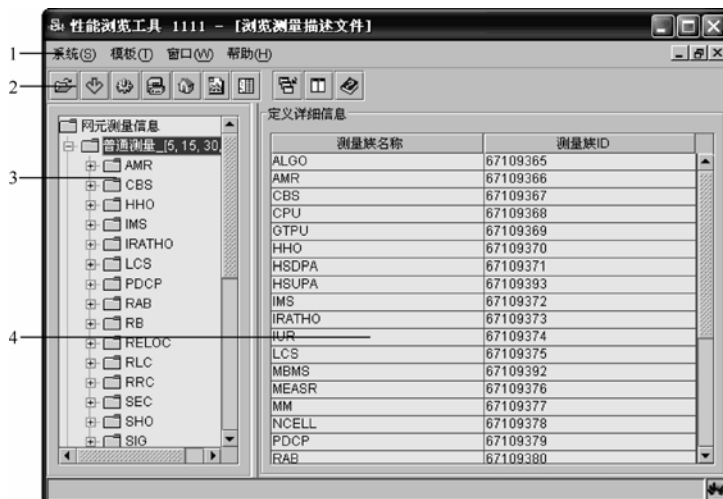 性能浏览工具 1111 - [浏览测量描述文件]
1
系统(S) 模板(T) 窗口(W) 帮助(H)
2
网元测量信息
普通测量_[5, 15, 30,
AMR
3
CBS
HHO
IMS
IRATHO
LCS
PDCP
RAB
RB
4
RELOC
RLC
RRC
SEC
SHO
SIG
定义详细信息
测量族名称 测量族ID
ALGO 67109365
AMR 67109366
CBS 67109367
CPU 67109368
GTPU 67109369
HHO 67109370
HSDPA 67109371
HSUPA 67109393
IMS 67109372
IRATHO 67109373
IUR 67109374
LCS 67109375
MBMS 67109392
MEASR 67109376
MM 67109377
NCELL 67109378
PDCP 67109379
RAB 67109380